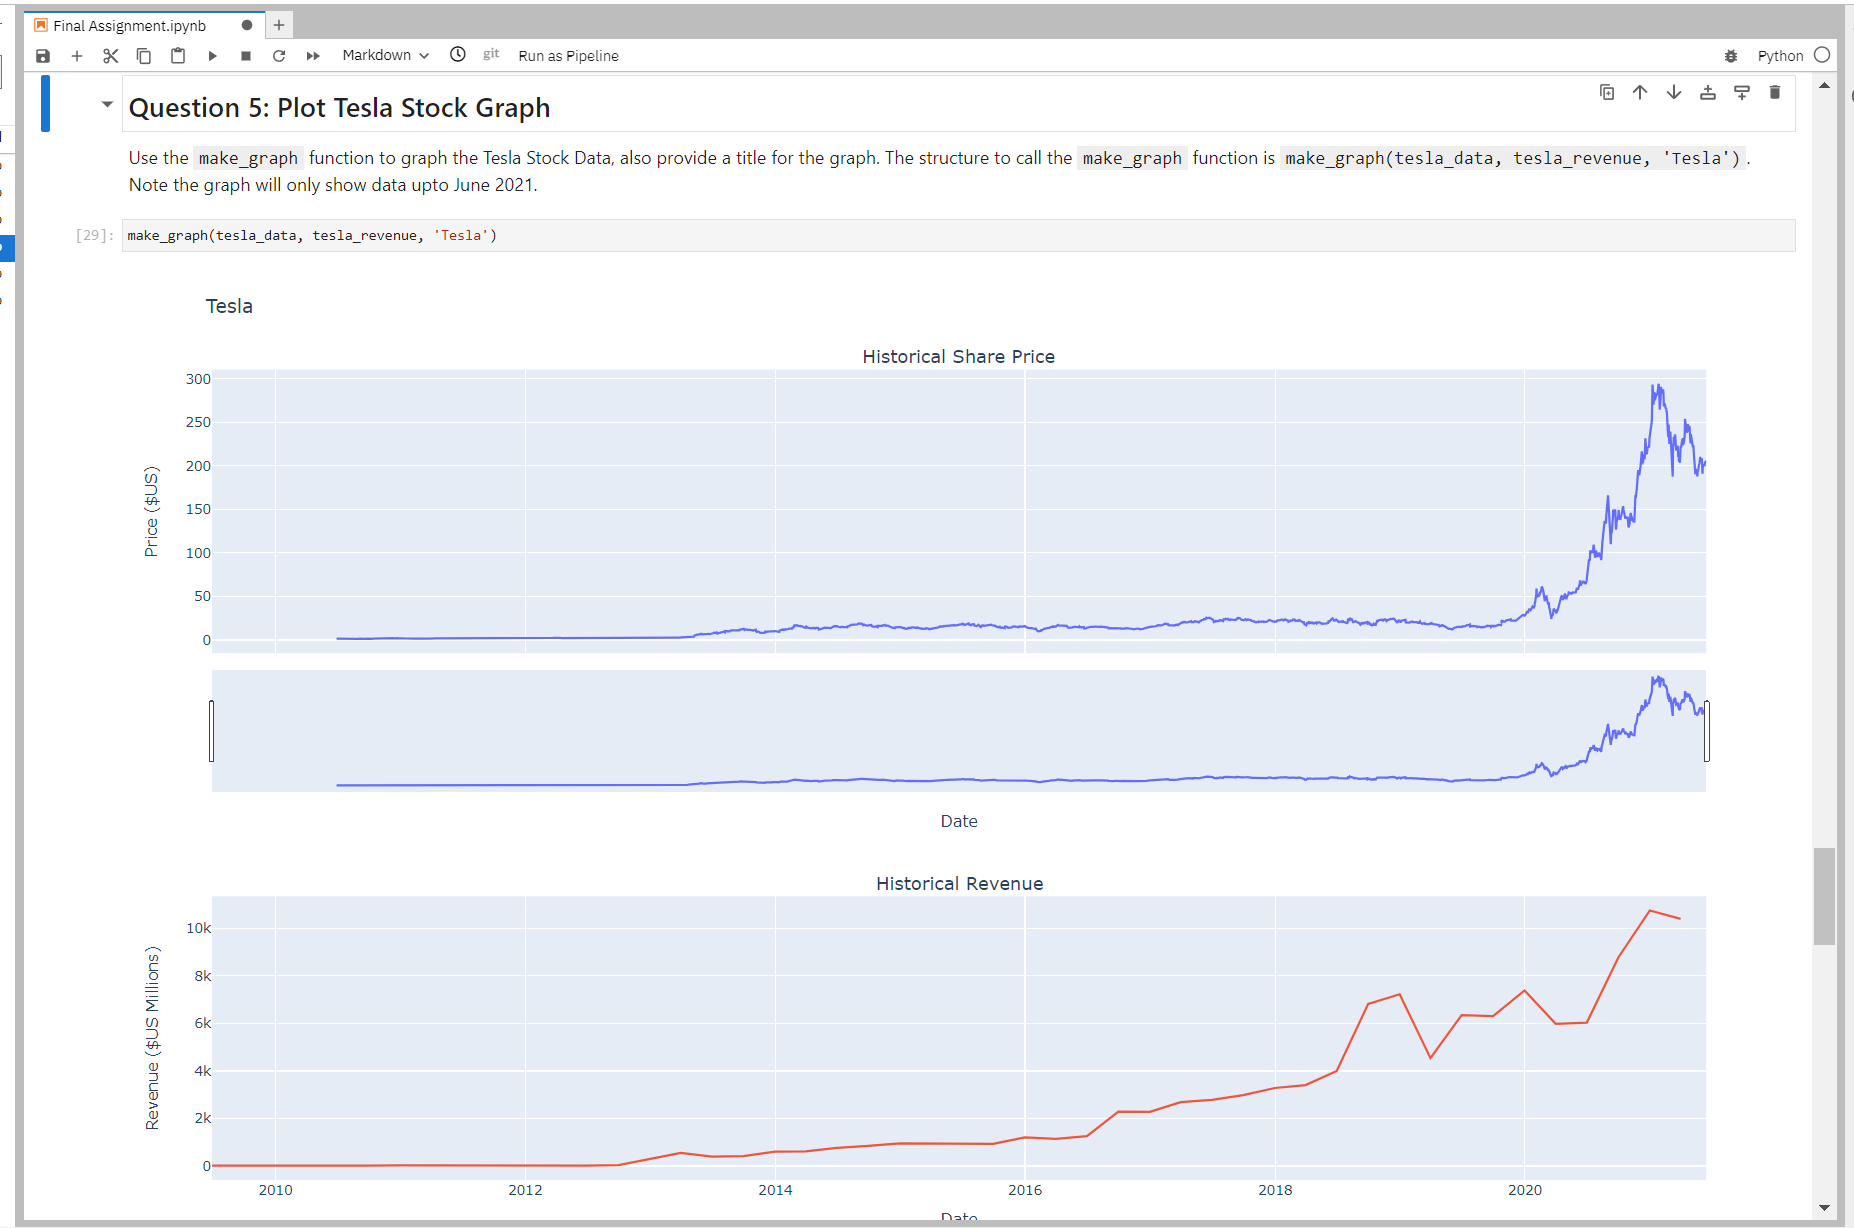 Final Assignment.ipynb
Markdown
git
Run as Pipeline
Python
Question 5: Plot Tesla Stock Graph
Use the make_graph function to graph the Tesla Stock Data, also provide a title for the graph. The structure to call the make_graph function is make_graph(tesla_data, tesla_revenue, 'Tesla') .
Note the graph will only show data upto June 2021.
[29]: make_graph(tesla_data, tesla_revenue, 'Tesla')
Tesla
Historical Share Price
300
250
200
150
100
50
0
Price ($US)
Date
Historical Revenue
10k
8k
6k
4k
2k
0
Revenue ($US Millions)
2010 2012 2014 2016 2018 2020
Date